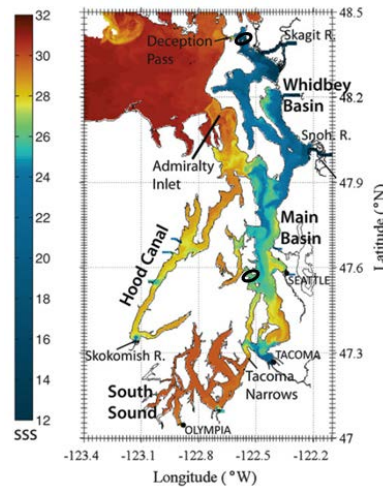 32
30
28
26
24
22
20
18
16
14
12
SSS
Deception
Pass
Skagit R.
Whidbey
Basin
Snoh. R.
Admiralty
Inlet
Main
Basin
Hood Canal
SEATTLE
Skokomish R.
TACOMA
Tacoma
Narrows
South
Sound
OLYMPIA
48.5
48.2
47.9
47.6
47.3
47
Latitude (°N)
-123.4
-123.1
-122.8
-122.5
-122.2
Longitude (°W)